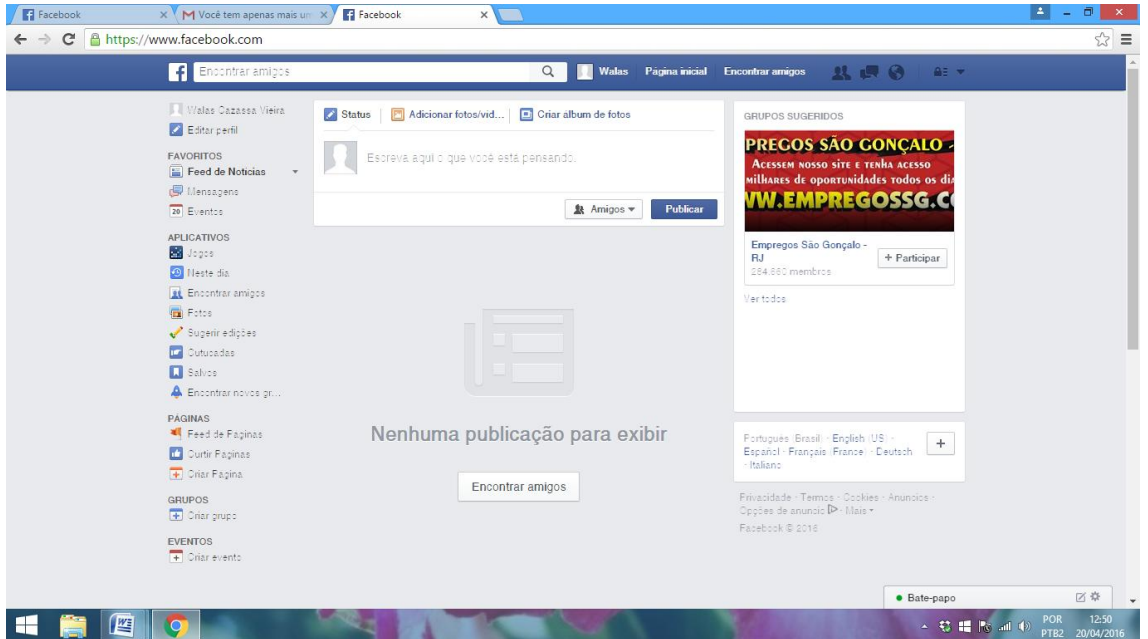 Facebook
Você tem apenas mais um
Facebook
https://www.facebook.com
Encontrar amigos
Walas
Página inicial
Encontrar amigos
Walas Cazassa Vieira
Editar perfil
FAVORITOS
Feed de Notícias
Mensagens
20 Eventos
APLICATIVOS
Jogos
Neste dia
Encontrar amigos
Fotos
Sugerir edições
Cutucadas
Salvos
Encontrar novos gr...
PÁGINAS
Feed de Páginas
Curtir Páginas
Criar Página
GRUPOS
Criar grupo
EVENTOS
Criar evento
Status
Adicionar fotos/víd...
Criar álbum de fotos
Escreva aqui o que você está pensando.
Amigos
Publicar
Nenhuma publicação para exibir
Encontrar amigos
GRUPOS SUGERIDOS
PREGOS SÃO GONÇALO -
ACESSEM NOSSO SITE E TENHA ACESSO
MILHARES DE OPORTUNIDADES TODOS OS DIA
WW.EMPREGOSSG.C
Empregos São Gonçalo -
RJ
membros
+ Participar
Ver todos
Português (Brasil) · English (US) ·
Español · Français (France) · Deutsch
· Italiano
Privacidade · Termos · Cookies · Anúncios ·
Opções de anúncio · Mais
Facebook © 2016
Bate-papo
POR
PTB2
12:50
20/04/2016